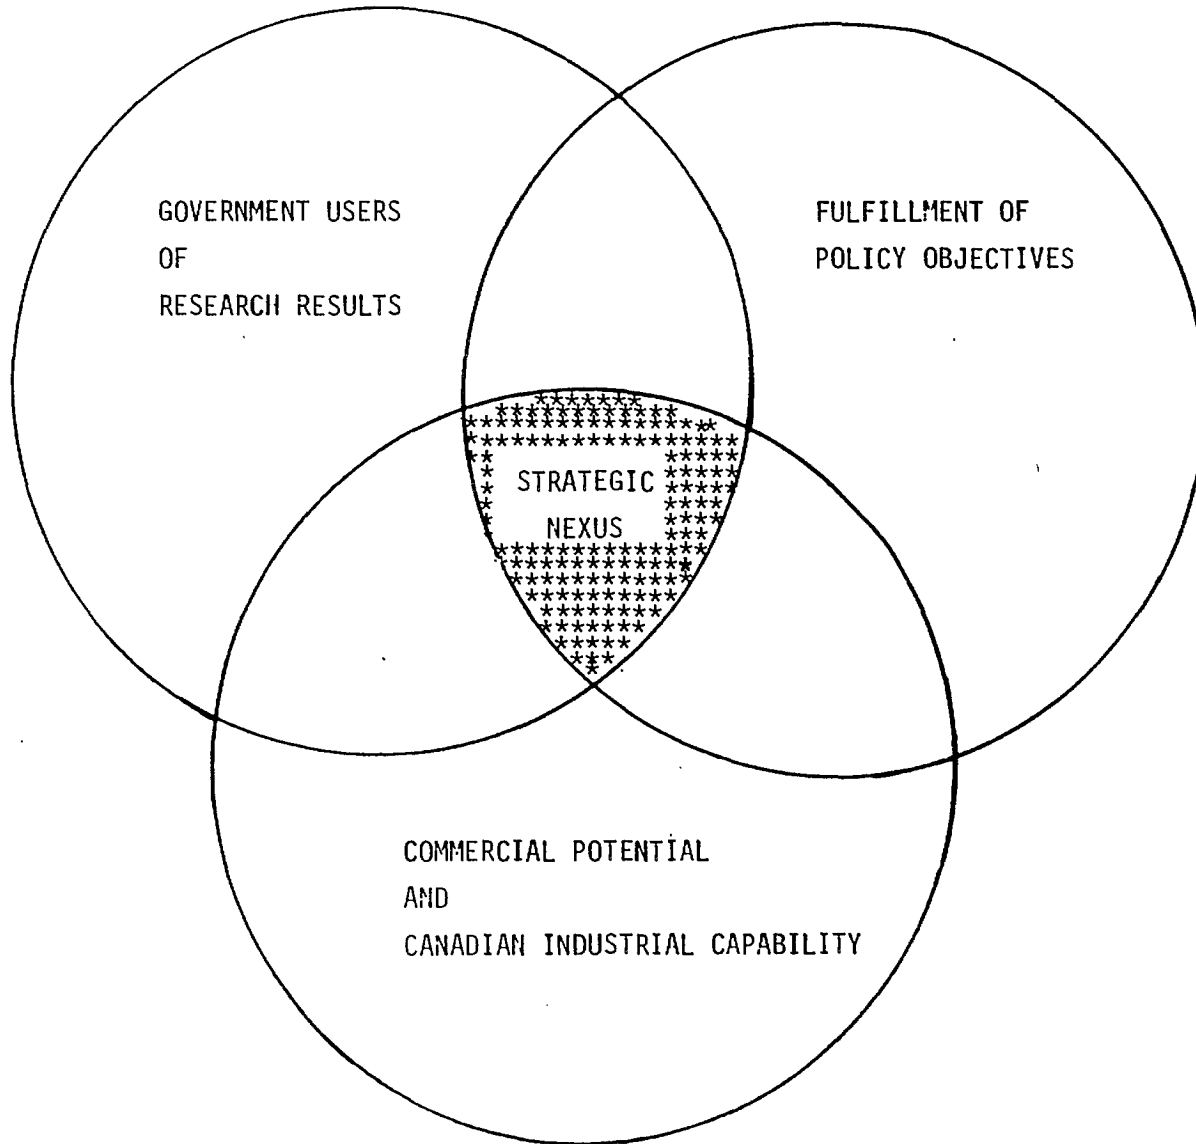 GOVERNMENT USERS
OF
RESEARCH RESULTS
FULFILLMENT OF
POLICY OBJECTIVES
STRATEGIC
NEXUS
COMMERCIAL POTENTIAL
AND
CANADIAN INDUSTRIAL CAPABILITY